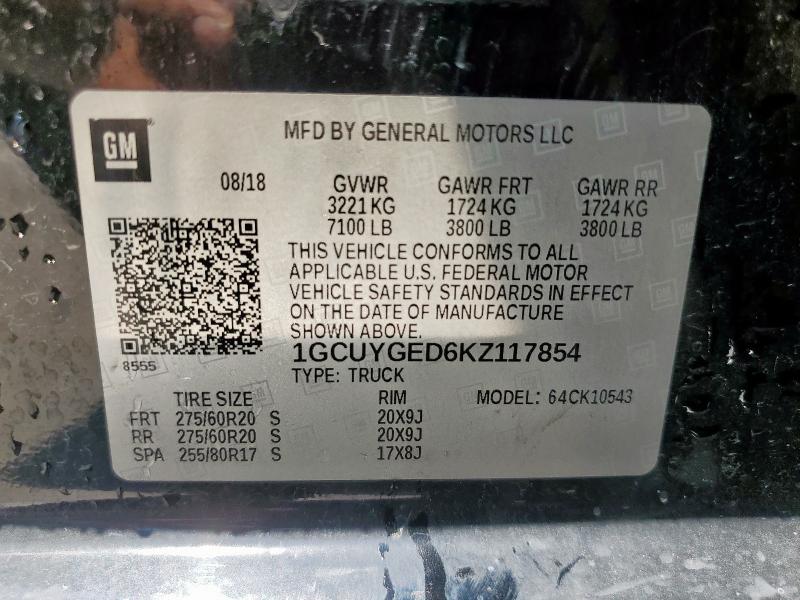 GM
MFD BY GENERAL MOTORS LLC
08/18 GVWR GAWR FRT GAWR RR
3221 KG 1724 KG 1724 KG
7100 LB 3800 LB 3800 LB
THIS VEHICLE CONFORMS TO ALL
APPLICABLE U.S. FEDERAL MOTOR
VEHICLE SAFETY STANDARDS IN EFFECT
ON THE DATE OF MANUFACTURE
SHOWN ABOVE.
1GCUYGED6KZ117854
8555
TYPE: TRUCK
TIRE SIZE RIM MODEL: 64CK10543
FRT 275/60R20 S 20X9J
RR 275/60R20 S 20X9J
SPA 255/80R17 S 17X8J